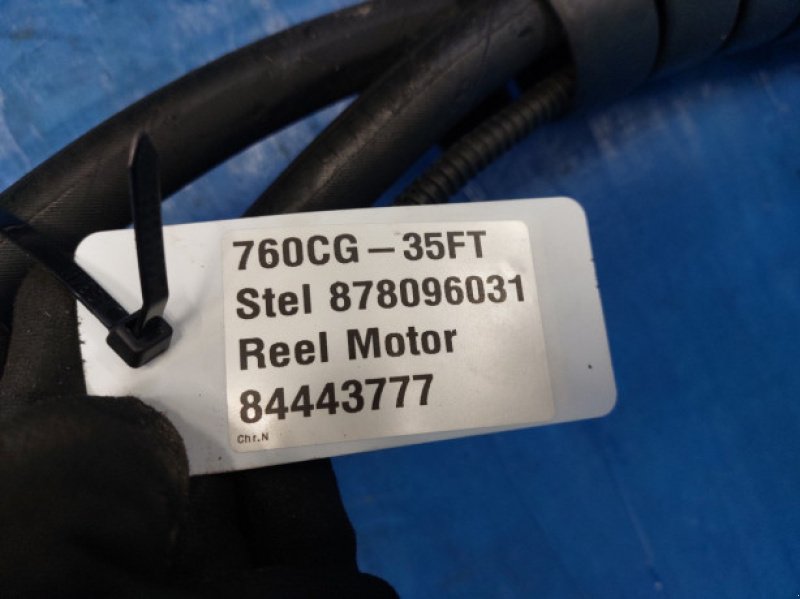 760CG-35FT
Stel 878096031
Reel Motor
84443777
Chr.N